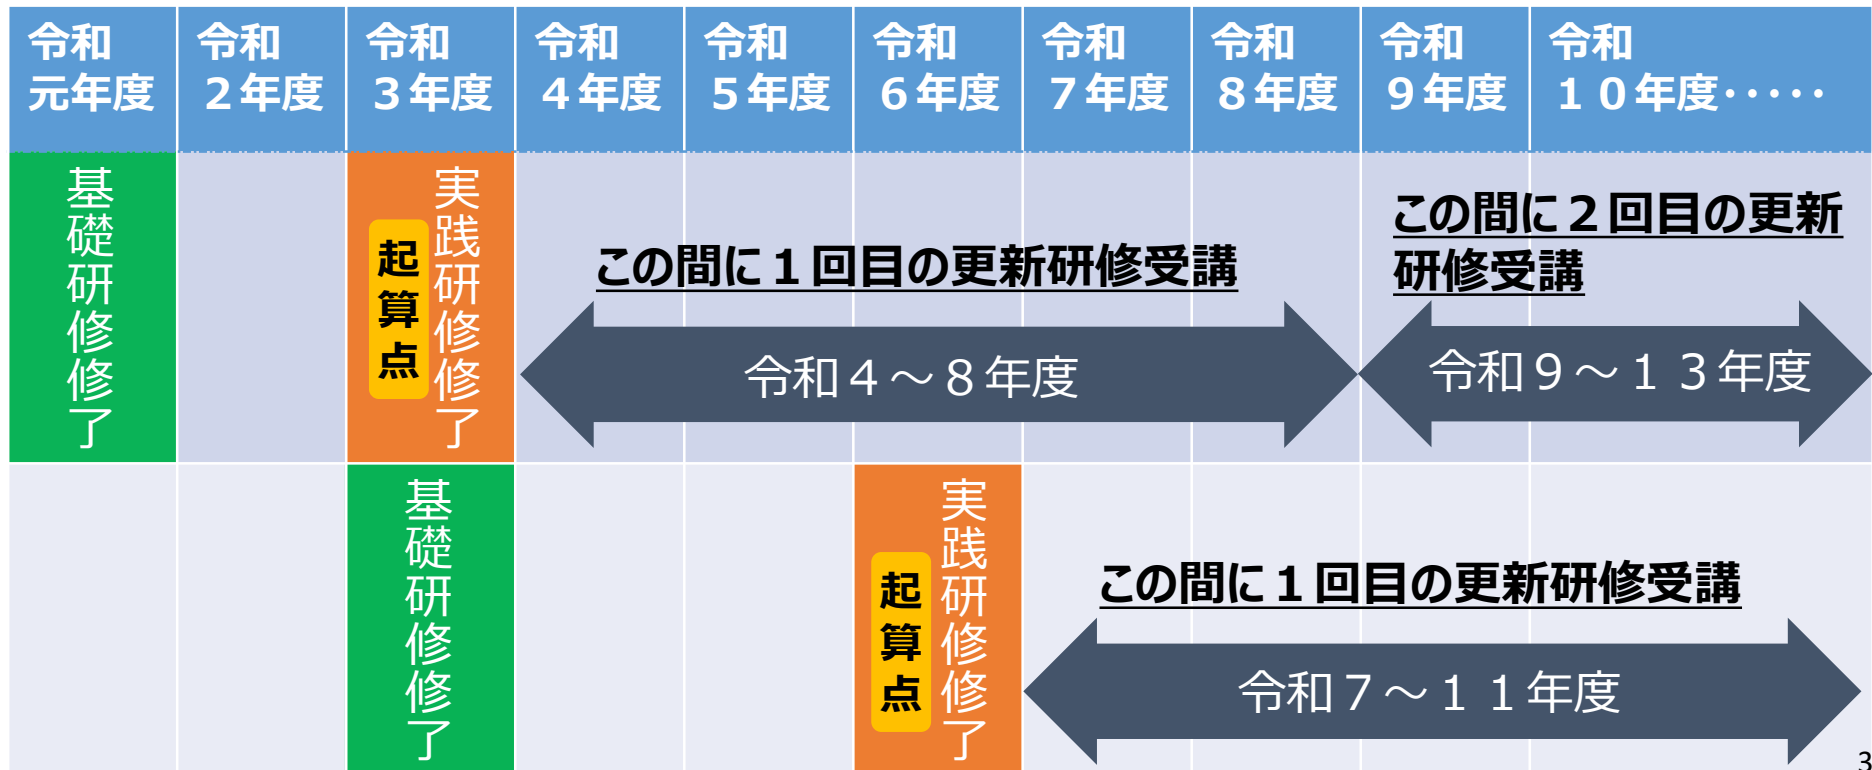 令和
元年度
令和
２年度
令和
３年度
令和
４年度
令和
５年度
令和
６年度
令和
７年度
令和
８年度
令和
９年度
令和
１０年度・・・・・
基礎研修修了
起算点
実践研修修了
この間に１回目の更新研修受講
令和４～８年度
この間に２回目の更新
研修受講
令和９～１３年度
基礎研修修了
起算点
実践研修修了
この間に１回目の更新研修受講
令和７～１１年度
3